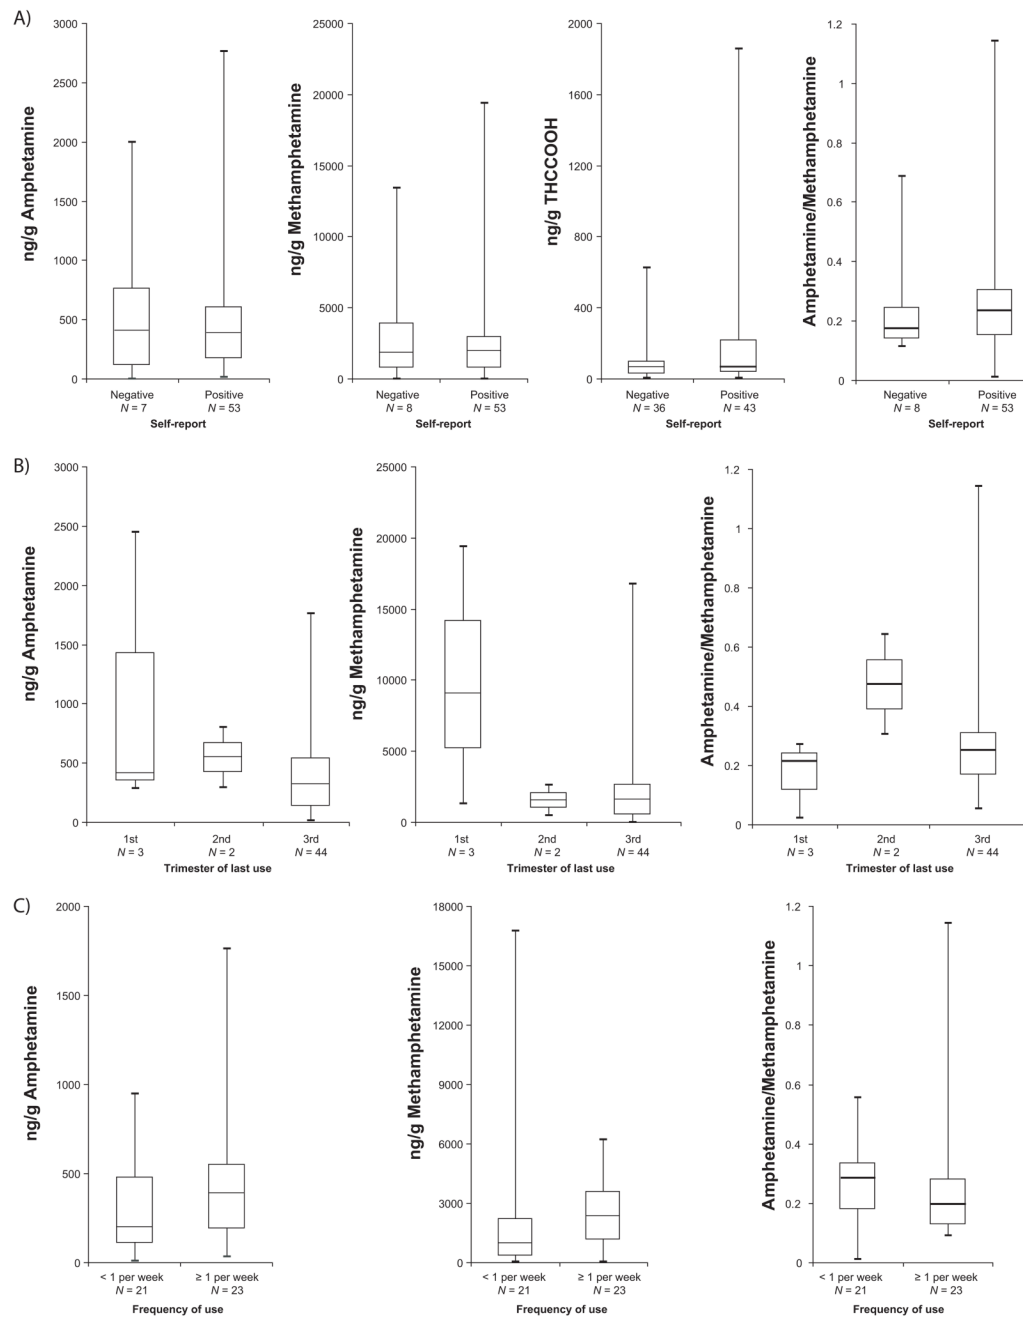 A)
ng/g Amphetamine
3000
2500
2000
1500
1000
500
0
Negative
N = 7
Positive
N = 53
Self-report
ng/g Methamphetamine
25000
20000
15000
10000
5000
0
Negative
N = 8
Positive
N = 53
Self-report
ng/g THCCOOH
2000
1600
1200
800
400
0
Negative
N = 36
Positive
N = 43
Self-report
Amphetamine/Methamphetamine
1.2
1
0.8
0.6
0.4
0.2
0
Negative
N = 8
Positive
N = 53
Self-report
B)
ng/g Amphetamine
3000
2500
2000
1500
1000
500
0
1st
N = 3
2nd
N = 2
3rd
N = 44
Trimester of last use
ng/g Methamphetamine
25000
20000
15000
10000
5000
0
1st
N = 3
2nd
N = 2
3rd
N = 44
Trimester of last use
Amphetamine/Methamphetamine
1.2
1
0.8
0.6
0.4
0.2
0
1st
N = 3
2nd
N = 2
3rd
N = 44
Trimester of last use
C)
ng/g Amphetamine
2000
1500
1000
500
0
< 1 per week
N = 21
≥ 1 per week
N = 23
Frequency of use
ng/g Methamphetamine
18000
15000
12000
9000
6000
3000
0
< 1 per week
N = 21
≥ 1 per week
N = 23
Frequency of use
Amphetamine/Methamphetamine
1.2
1
0.8
0.6
0.4
0.2
0
< 1 per week
N = 21
≥ 1 per week
N = 23
Frequency of use